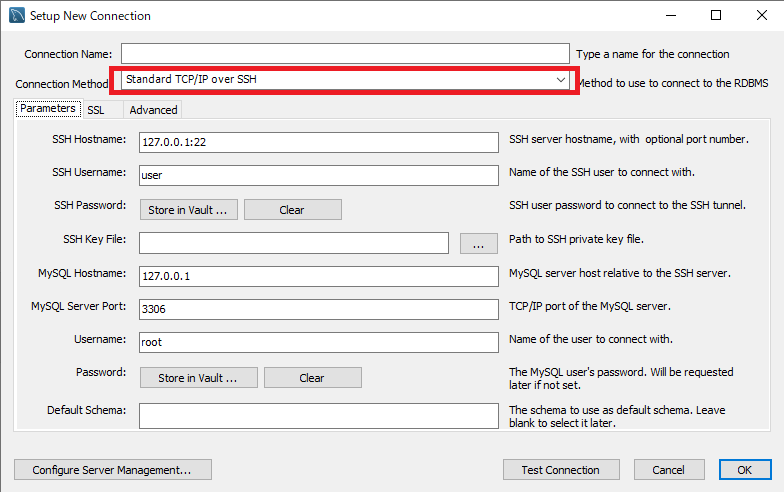 Setup New Connection
Connection Name: Type a name for the connection
Connection Method: Standard TCP/IP over SSH Method to use to connect to the RDBMS
Parameters SSL Advanced
SSH Hostname: 127.0.0.1:22 SSH server hostname, with optional port number.
SSH Username: user Name of the SSH user to connect with.
SSH Password: Store in Vault ... Clear SSH user password to connect to the SSH tunnel.
SSH Key File: ... Path to SSH private key file.
MySQL Hostname: 127.0.0.1 MySQL server host relative to the SSH server.
MySQL Server Port: 3306 TCP/IP port of the MySQL server.
Username: root Name of the user to connect with.
Password: Store in Vault ... Clear The MySQL user's password. Will be requested
later if not set.
Default Schema: The schema to use as default schema. Leave
blank to select it later.
Configure Server Management... Test Connection Cancel OK